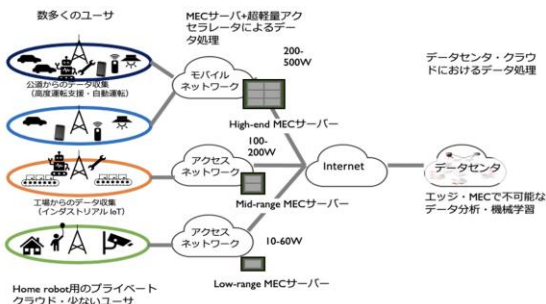 数多くのユーザ
MECサーバ+超軽量アク
セラレータによるデー
タ処理
200-
500W
データセンタ・クラウ
ドにおけるデータ処理
モバイル
ネットワーク
公道からのデータ収集
(高度運転支援・自動運転)
High-end MECサーバー
100-
200W
アクセス
ネットワーク
Internet
データセンタ
Mid-range MECサーバー
工場からのデータ収集
(インダストリアル IoT)
エッジ・MECで不可能な
データ分析・機械学習
アクセス
ネットワーク
10-60W
Low-range MECサーバー
Home robot用のプライベート
クラウド・少ないユーザ